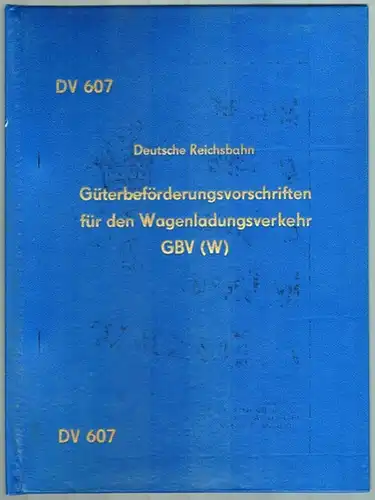 DV 607
Deutsche Reichsbahn
Güterbeförderungsvorschriften
für den Wagenladungsverkehr
GBV (W)
DV 607